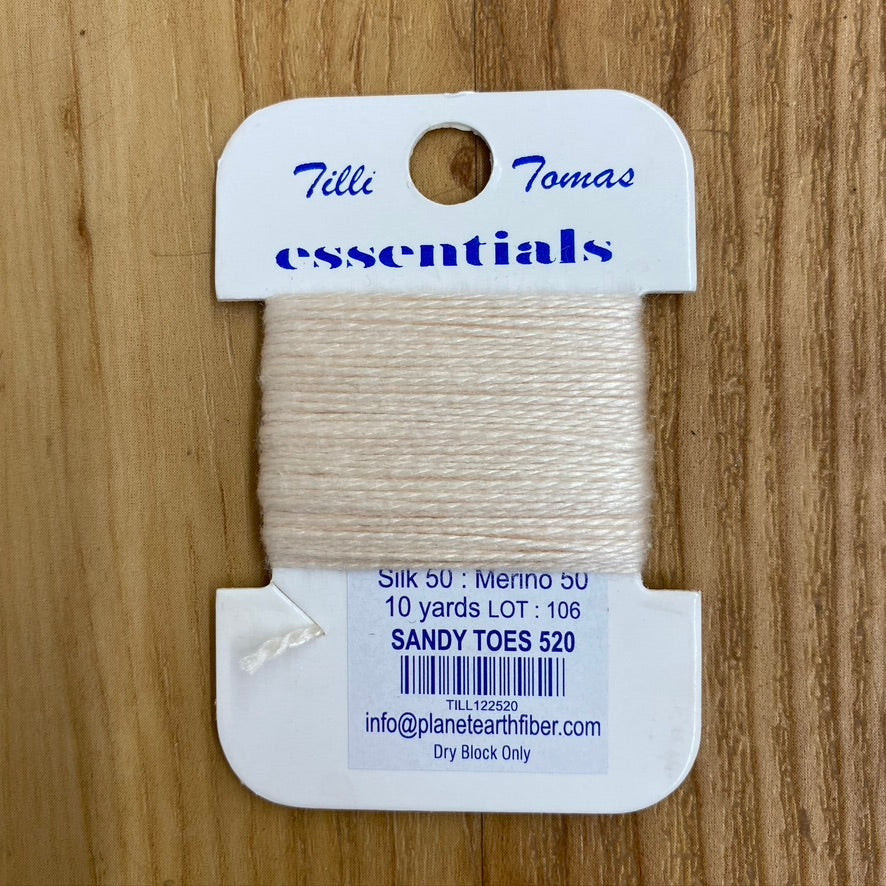 Tilli Tomas
essentials
Silk 50 : Merino 50
10 yards LOT : 106
SANDY TOES 520
TILL122520
info@planetearthfiber.com
Dry Block Only